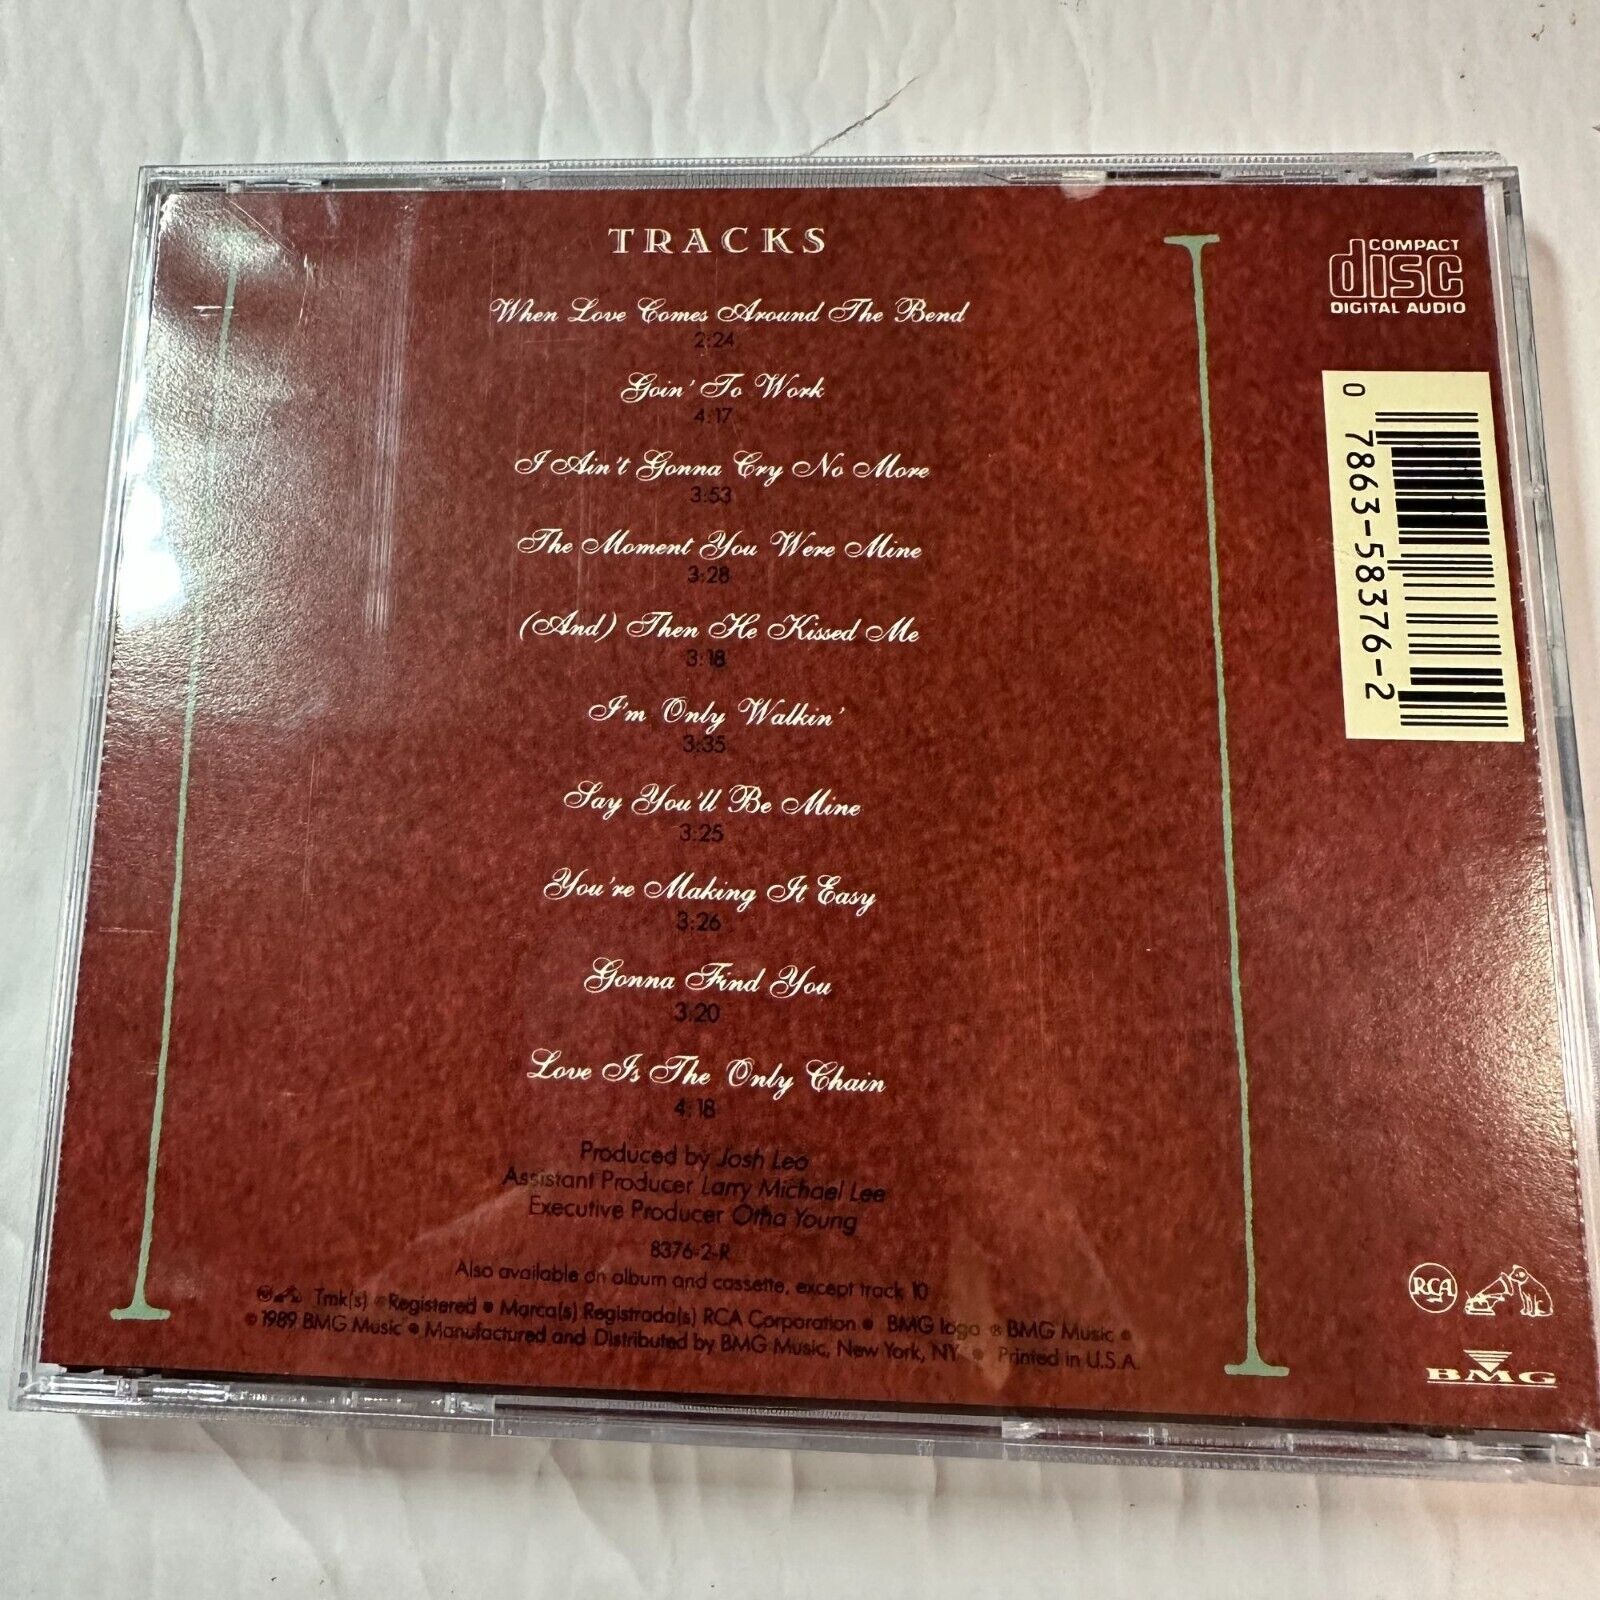 TRACKS
When Love Comes Around The Bend
2:24
Goin' To Work
4:17
I Ain't Gonna Cry No More
3:53
The Moment You Were Mine
3:28
(And) Then He Kissed Me
3:18
I'm Only Walkin'
3:35
Say You'll Be Mine
3:25
You're Making It Easy
3:26
Gonna Find You
3:20
Love Is The Only Chain
4:18
Produced by Josh Leo
Assistant Producer Larry Michael Lee
Executive Producer Otha Young
8376-2-R
Also available on album and cassette, except track 10
Tmk(s) ® Registered • Marca(s) Registrada(s) RCA Corporation • BMG logo ® BMG Music •
© 1989 BMG Music • Manufactured and Distributed by BMG Music, New York, NY • Printed in U.S.A.
COMPACT
disc
DIGITAL AUDIO
0 7863-58376-2
RCA
BMG